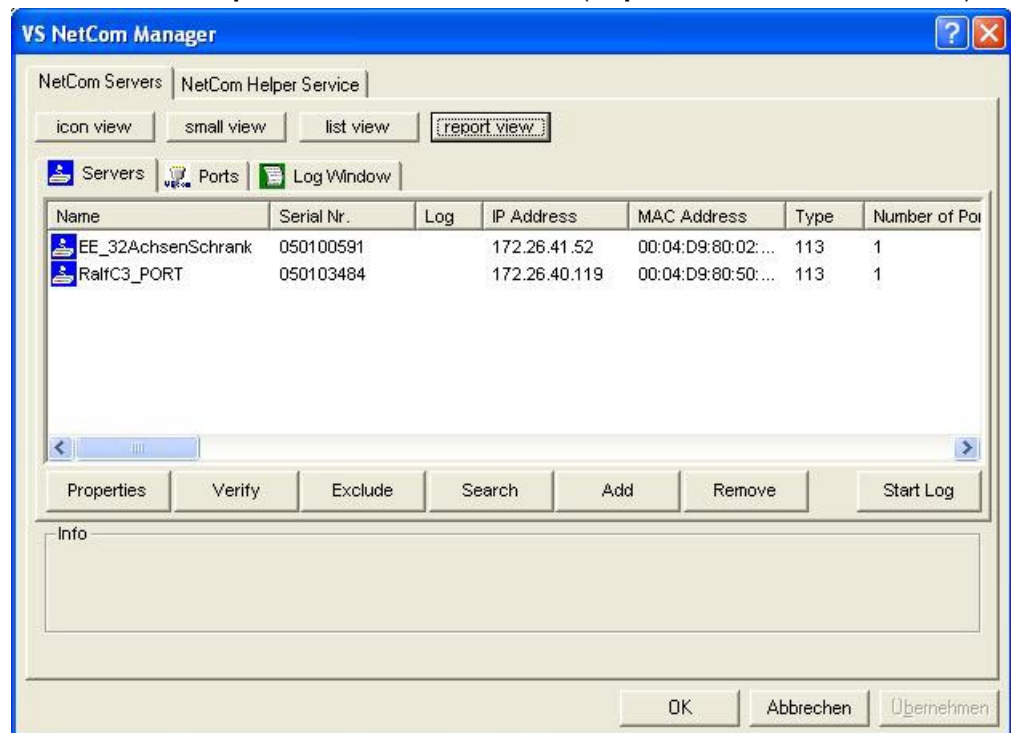 VS NetCom Manager
NetCom Servers NetCom Helper Service
icon view small view list view report view
Servers Ports Log Window
Name Serial Nr. Log IP Address MAC Address Type Number of Por
EE_32AchsenSchrank 050100591 172.26.41.52 00:04:D9:80:02:... 113 1
RalfC3_PORT 050103484 172.26.40.119 00:04:D9:80:50:... 113 1
Properties Verify Exclude Search Add Remove Start Log
Info
OK Abbrechen Übernehmen